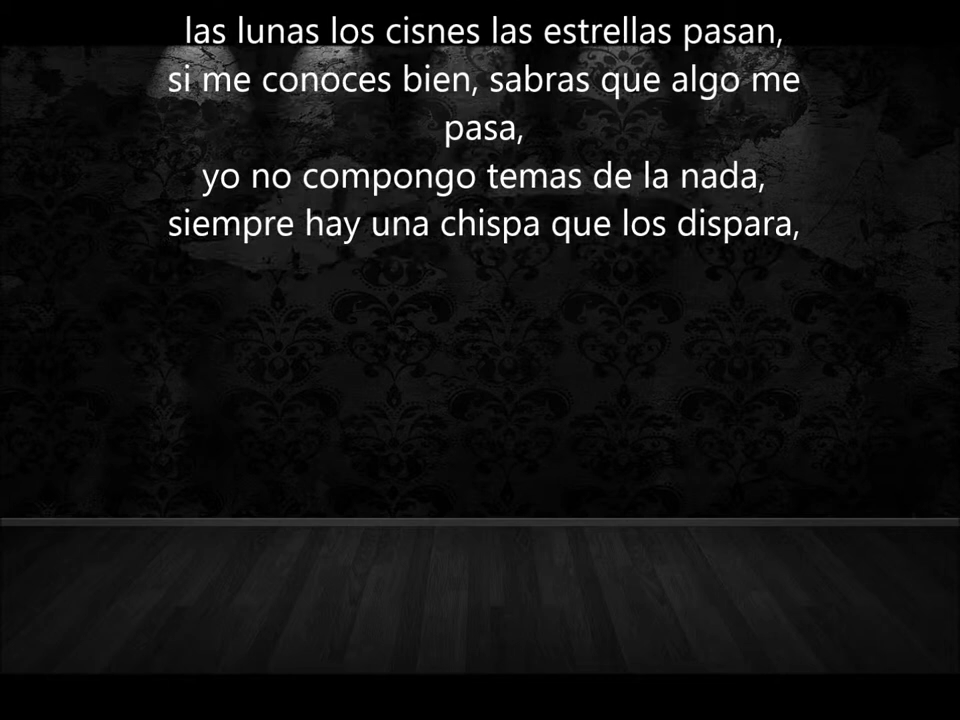 las lunas los cisnes las estrellas pasan,
si me conoces bien, sabras que algo me
pasa,
yo no compongo temas de la nada,
siempre hay una chispa que los dispara,